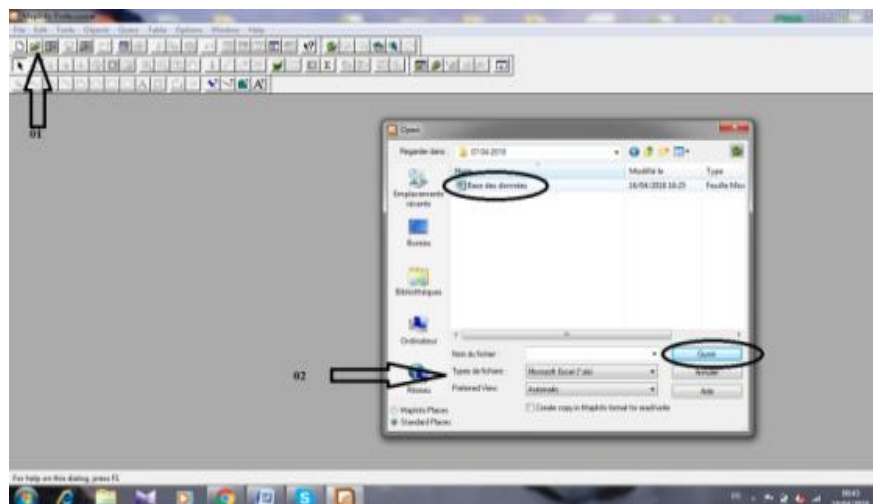 MapInfo Professional
File Edit Tools Objects Query Table Options Window Help
01
Open
Regarder dans :
07-04-2018
Nom
Modifié le
Type
Base des données
16/04/2018 16:25
Emplacements
récents
Bureau
Bibliothèques
Ordinateur
Réseau
Nom du fichier :
Ouvrir
02
Types de fichiers :
Microsoft Excel (*.xls)
Annuler
Preferred View:
Automatic
Aide
MapInfo Places
Standard Places
Create copy in MapInfo format for read/write
For help on this dialog, press F1.